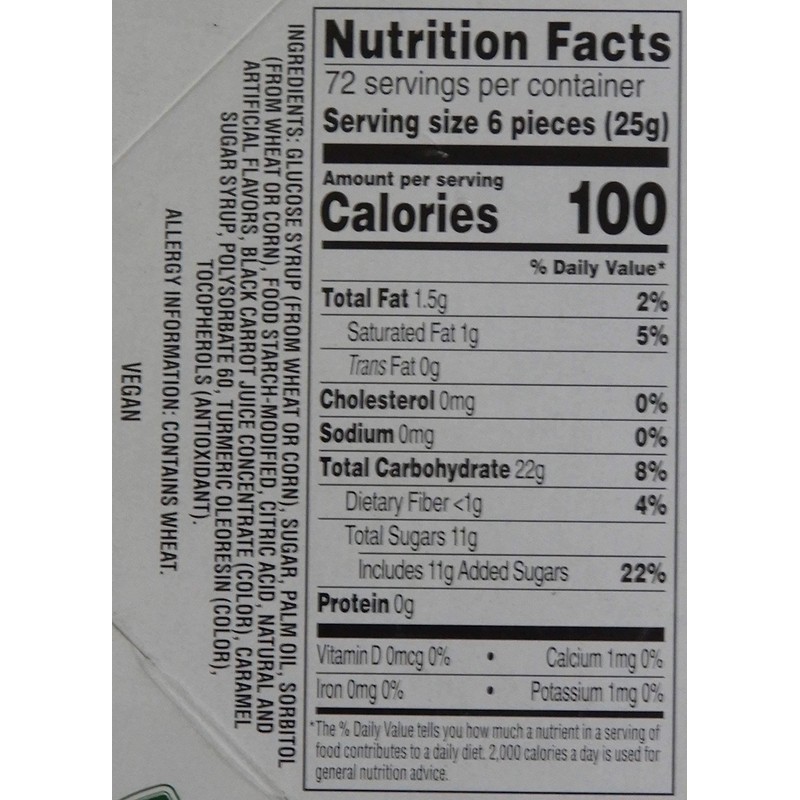 Nutrition Facts
72 servings per container
Serving size 6 pieces (25g)
Amount per serving
Calories 100
% Daily Value*
Total Fat 1.5g 2%
Saturated Fat 1g 5%
Trans Fat 0g
Cholesterol 0mg 0%
Sodium 0mg 0%
Total Carbohydrate 22g 8%
Dietary Fiber <1g 4%
Total Sugars 11g
Includes 11g Added Sugars 22%
Protein 0g
Vitamin D 0mcg 0% • Calcium 1mg 0%
Iron 0mg 0% • Potassium 1mg 0%
*The % Daily Value tells you how much a nutrient in a serving of
food contributes to a daily diet. 2,000 calories a day is used for
general nutrition advice.
INGREDIENTS: GLUCOSE SYRUP (FROM WHEAT OR CORN), SUGAR, PALM OIL, SORBITOL
(FROM WHEAT OR CORN), FOOD STARCH-MODIFIED, CITRIC ACID, NATURAL AND
ARTIFICIAL FLAVORS, BLACK CARROT JUICE CONCENTRATE (COLOR), CARAMEL
SUGAR SYRUP, POLYSORBATE 60, TURMERIC OLEORESIN (COLOR),
TOCOPHEROLS (ANTIOXIDANT).
ALLERGY INFORMATION: CONTAINS WHEAT.
VEGAN